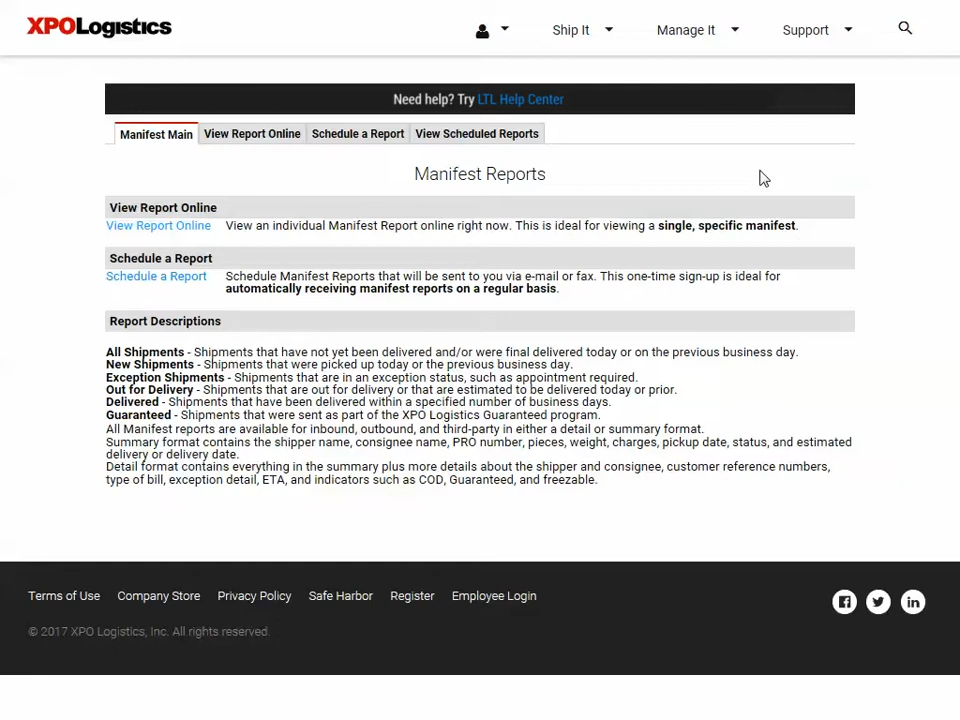 XPOLogistics
Ship It
Manage It
Support
Need help? Try LTL Help Center
Manifest Main
View Report Online
Schedule a Report
View Scheduled Reports
Manifest Reports
View Report Online
View Report Online View an individual Manifest Report online right now. This is ideal for viewing a single, specific manifest.
Schedule a Report
Schedule a Report Schedule Manifest Reports that will be sent to you via e-mail or fax. This one-time sign-up is ideal for
automatically receiving manifest reports on a regular basis.
Report Descriptions
All Shipments - Shipments that have not yet been delivered and/or were final delivered today or on the previous business day.
New Shipments - Shipments that were picked up today or the previous business day.
Exception Shipments - Shipments that are in an exception status, such as appointment required.
Out for Delivery - Shipments that are out for delivery or that are estimated to be delivered today or prior.
Delivered - Shipments that have been delivered within a specified number of business days.
Guaranteed - Shipments that were sent as part of the XPO Logistics Guaranteed program.
All Manifest reports are available for inbound, outbound, and third-party in either a detail or summary format.
Summary format contains the shipper name, consignee name, PRO number, pieces, weight, charges, pickup date, status, and estimated
delivery or delivery date.
Detail format contains everything in the summary plus more details about the shipper and consignee, customer reference numbers,
type of bill, exception detail, ETA, and indicators such as COD, Guaranteed, and freezable.
Terms of Use
Company Store
Privacy Policy
Safe Harbor
Register
Employee Login
© 2017 XPO Logistics, Inc. All rights reserved.